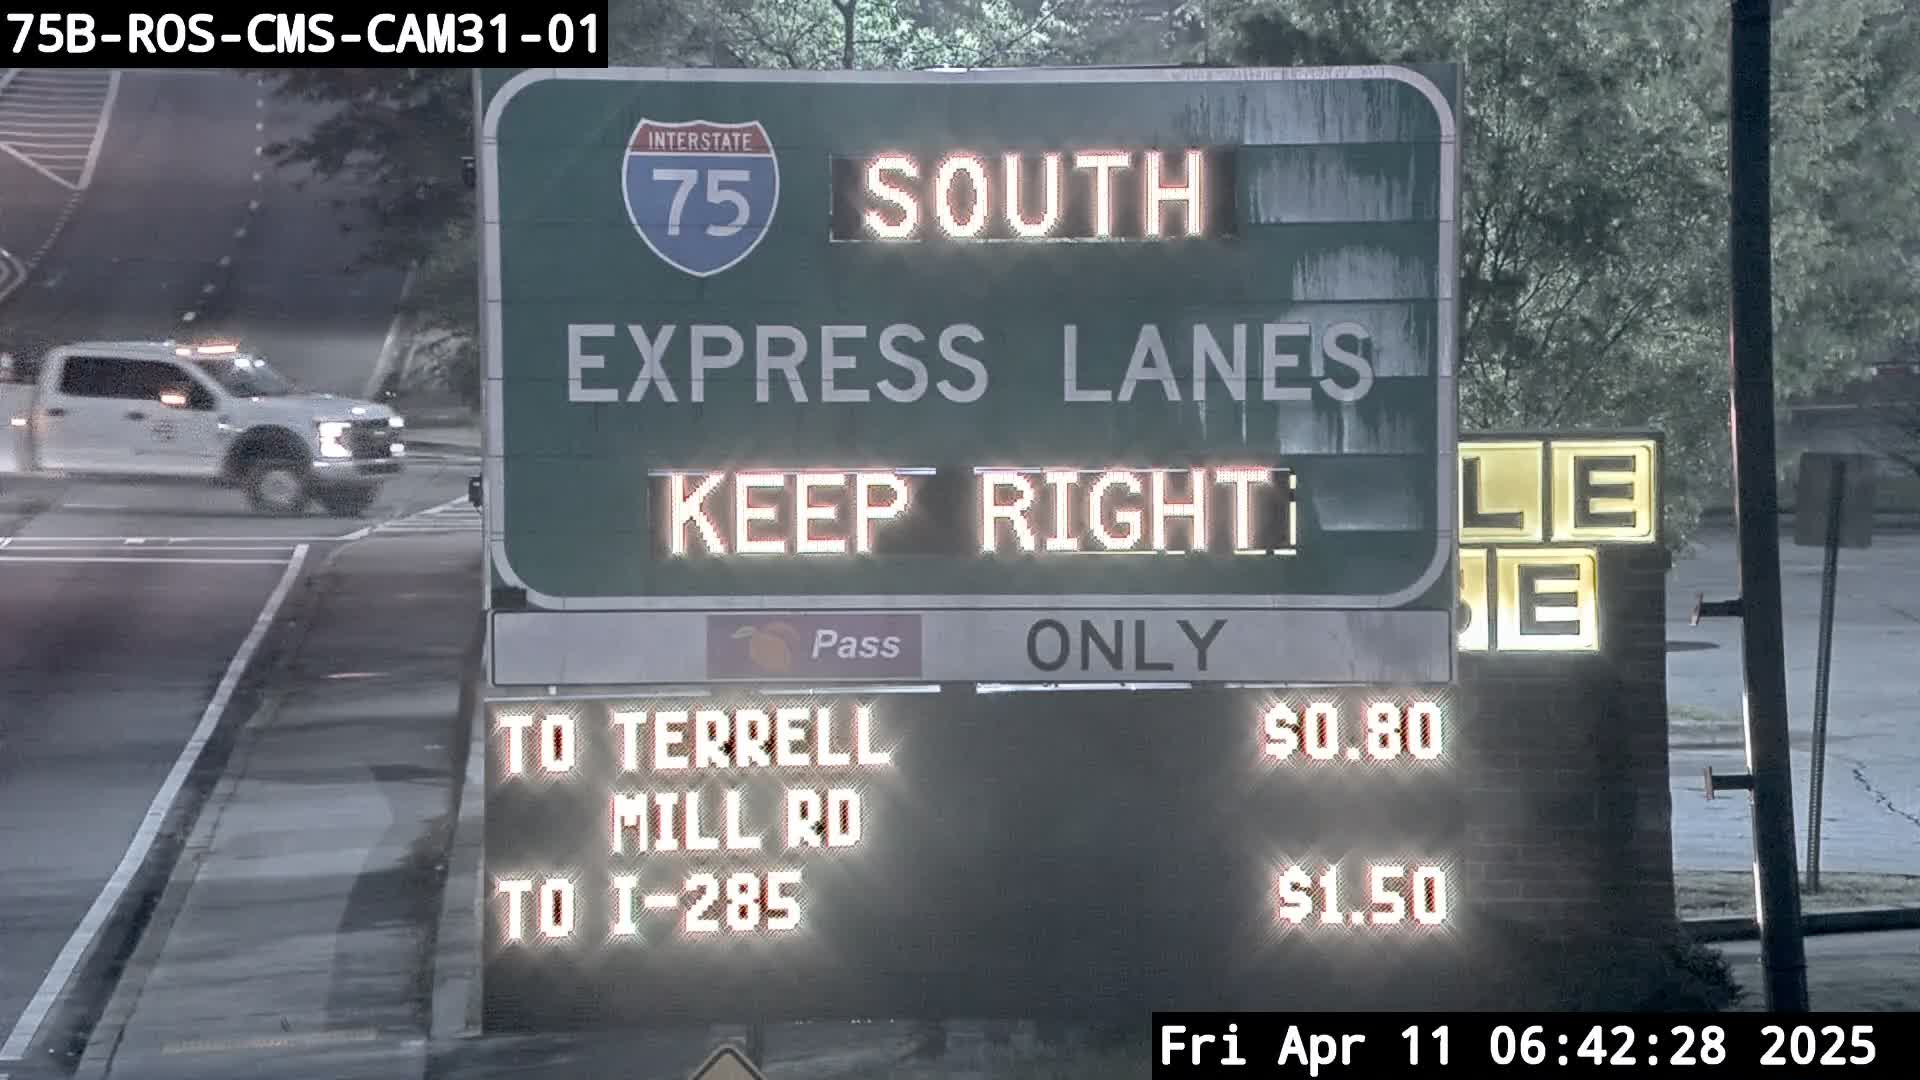 75B-ROS-CMS-CAM31-01
INTERSTATE
75
SOUTH
EXPRESS LANES
KEEP RIGHT
Pass ONLY
TO TERRELL $0.80
MILL RD
TO I-285 $1.50
LE
E
Fri Apr 11 06:42:28 2025